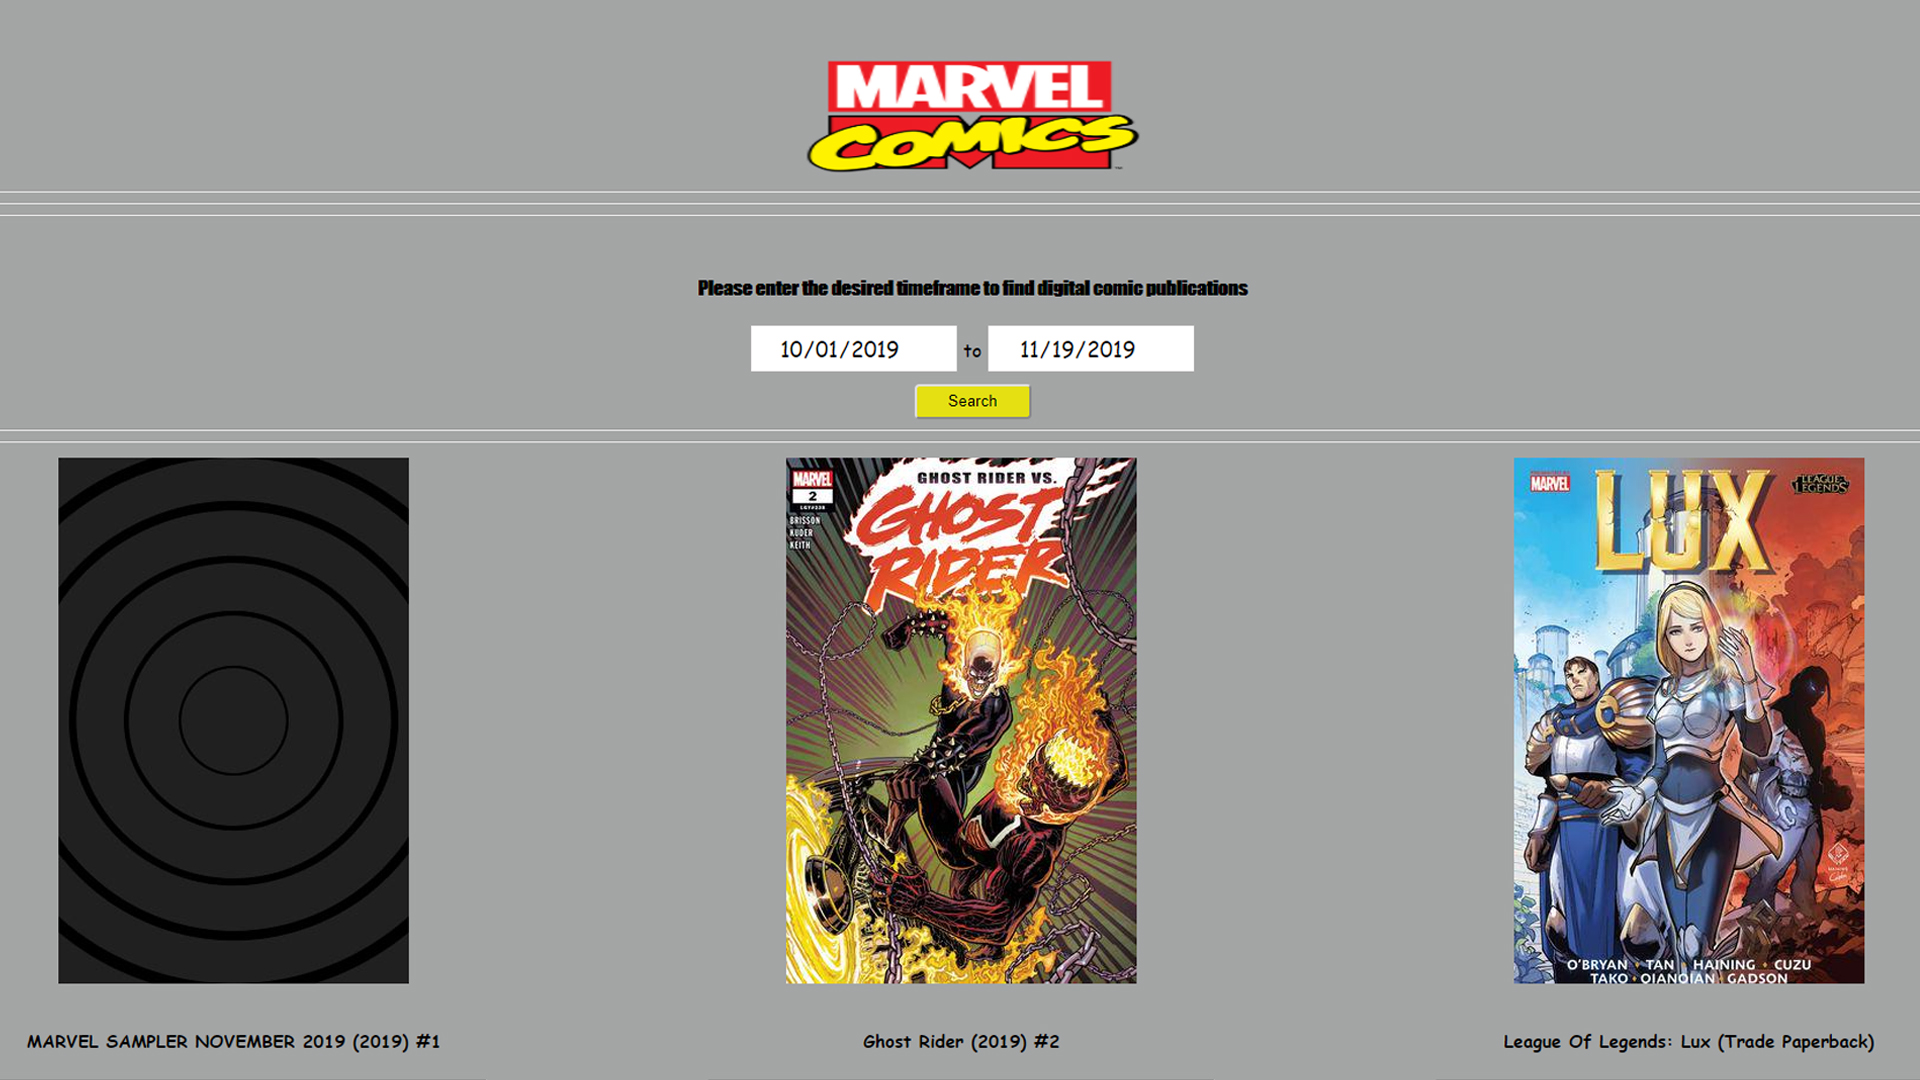 MARVEL
COMICS
Please enter the desired timeframe to find digital comic publications
10/01/2019 to 11/19/2019
Search
MARVEL
2
LGY#238
BRISSON
KUDER
KEITH
GHOST RIDER VS.
GHOST
RIDER
MARVEL
LUX
LEAGUE
LEGENDS
O'BRYAN • TAN • HAINING • CUZU
TAKO • QIANQIAN • GADSON
MARVEL SAMPLER NOVEMBER 2019 (2019) #1
Ghost Rider (2019) #2
League Of Legends: Lux (Trade Paperback)